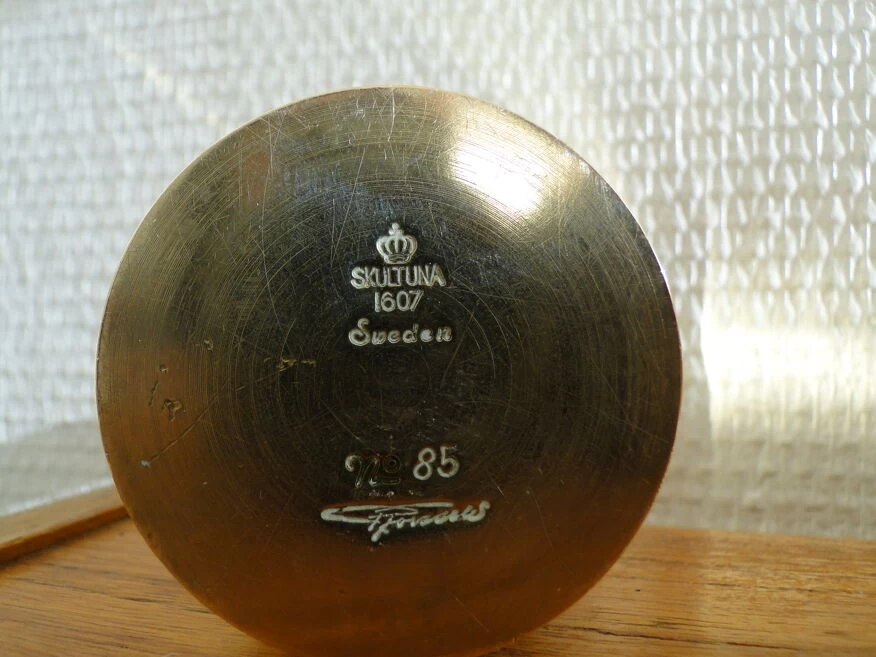 SKULTUNA
1607
Sweden
No 85